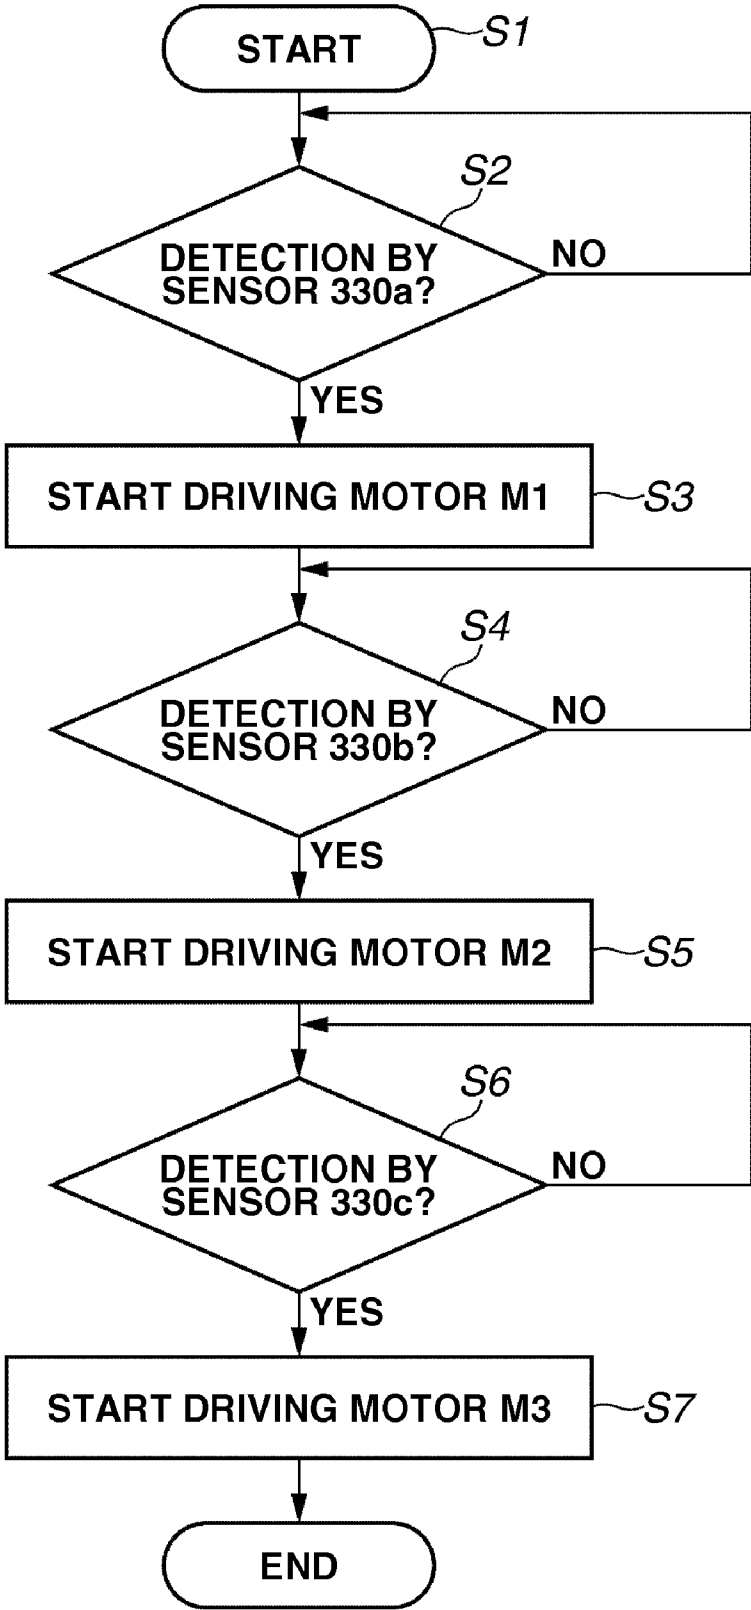 START
S1
S2
DETECTION BY
SENSOR 330a?
NO
YES
START DRIVING MOTOR M1
S3
S4
DETECTION BY
SENSOR 330b?
NO
YES
START DRIVING MOTOR M2
S5
S6
DETECTION BY
SENSOR 330c?
NO
YES
START DRIVING MOTOR M3
S7
END